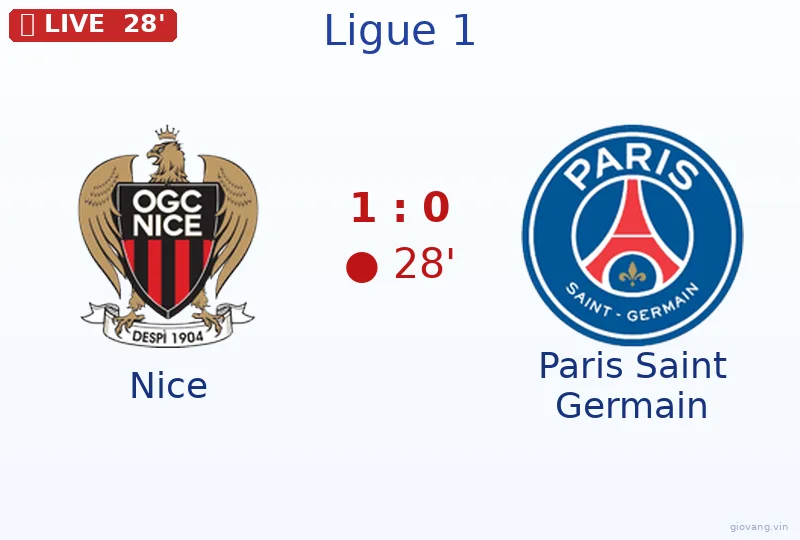 LIVE 28'
Ligue 1
OGC
NICE
DESPÍ 1904
PARIS
SAINT - GERMAIN
1 : 0
28'
Nice
Paris Saint
Germain
giovang.vin